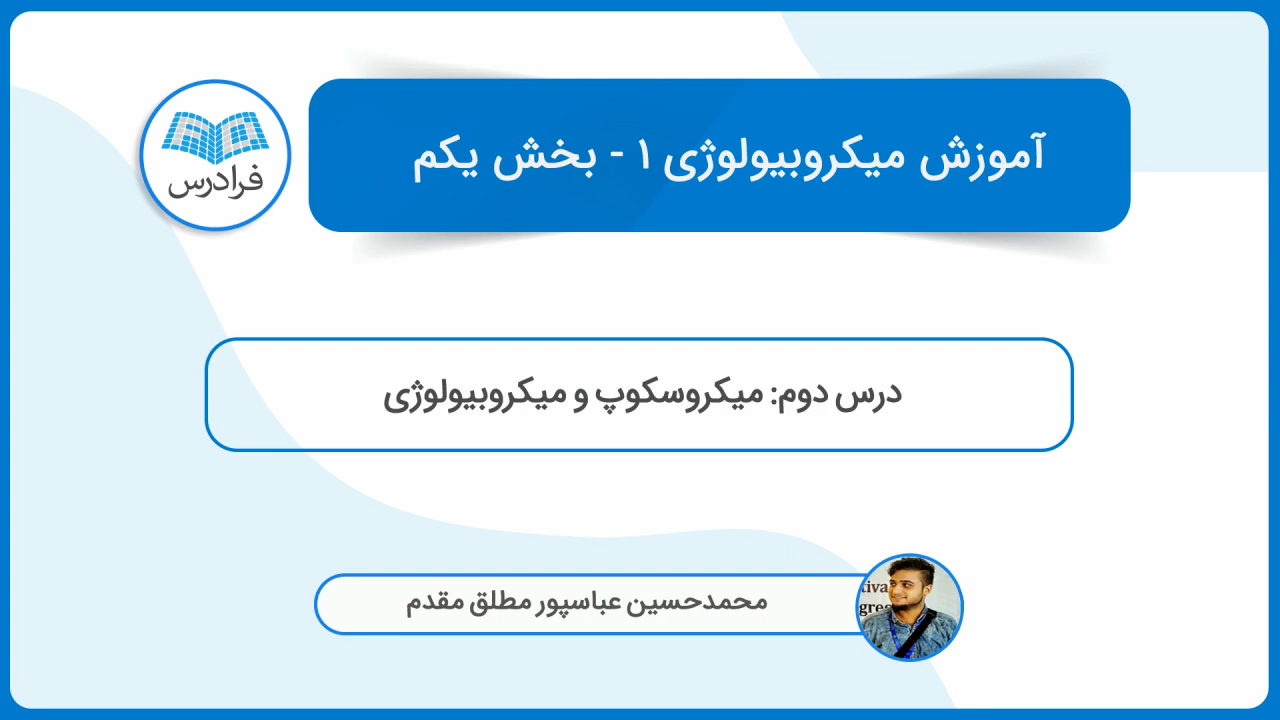 آموزش میکروبیولوژی ۱ - بخش یکم
فرادرس
درس دوم: میکروسکوپ و میکروبیولوژی
محمدحسین عباسپور مطلق مقدم